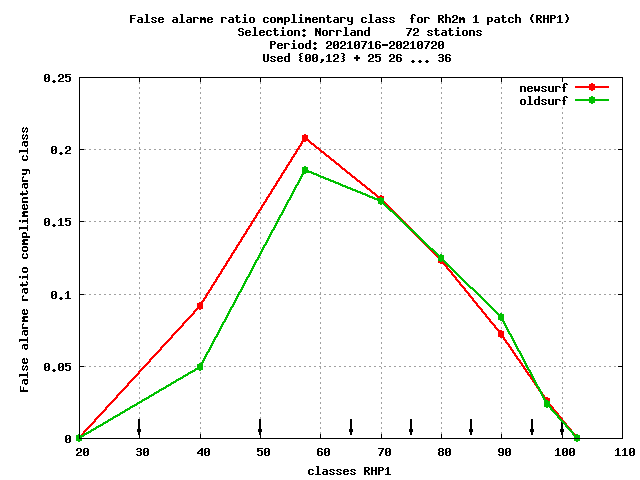 False alarme ratio complimentary class  for Rh2m 1 patch (RHP1)
Selection: Norrland     72 stations
Period: 20210716-20210720
Used {00,12} + 25 26 ... 36
newsurf
oldsurf
False alarme ratio complimentary class
0.25
0.2
0.15
0.1
0.05
0
20 30 40 50 60 70 80 90 100 110
classes RHP1